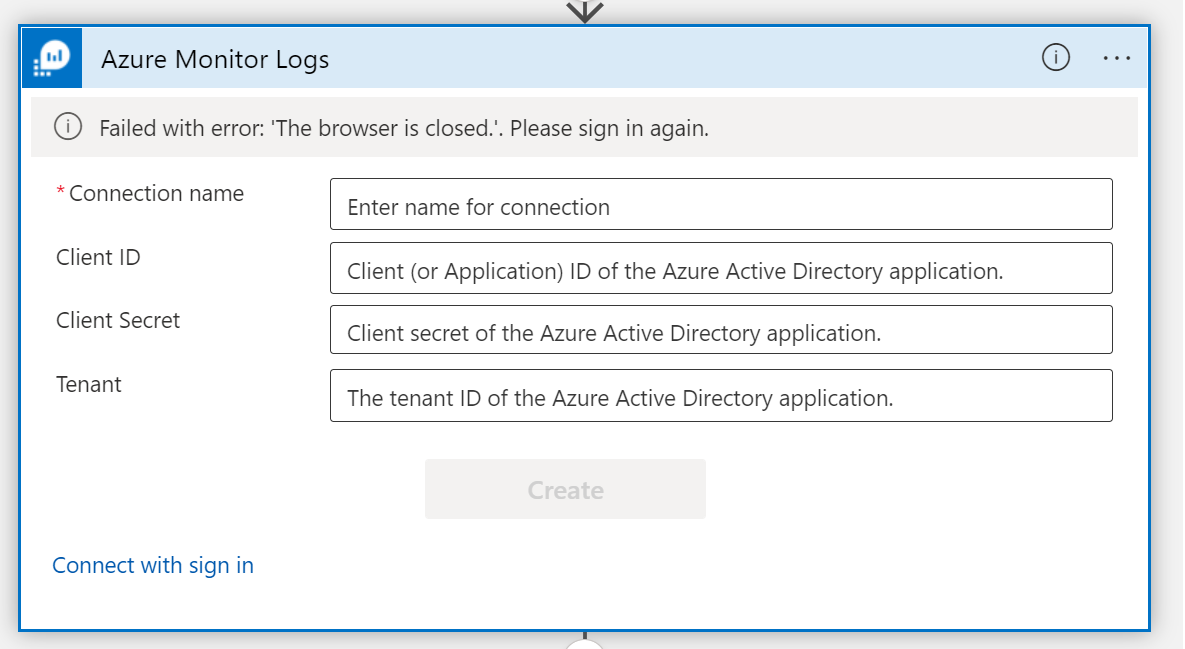 Azure Monitor Logs
Failed with error: 'The browser is closed.'. Please sign in again.
* Connection name
Enter name for connection
Client ID
Client (or Application) ID of the Azure Active Directory application.
Client Secret
Client secret of the Azure Active Directory application.
Tenant
The tenant ID of the Azure Active Directory application.
Create
Connect with sign in